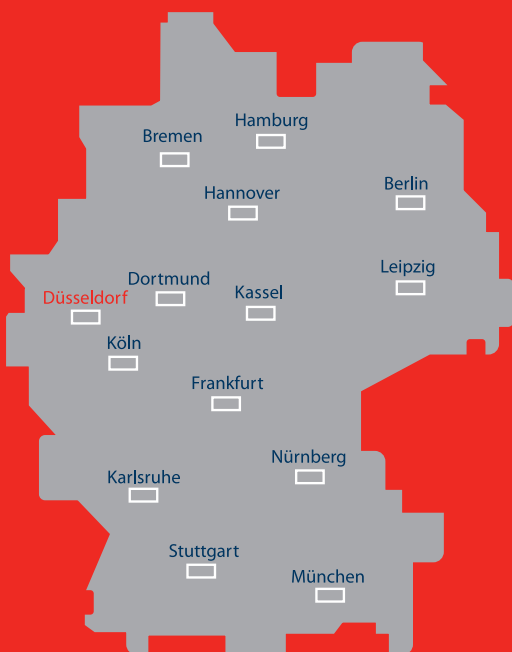 Hamburg
Bremen
Berlin
Hannover
Leipzig
Dortmund
Kassel
Düsseldorf
Köln
Frankfurt
Nürnberg
Karlsruhe
Stuttgart
München